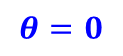 θ = 0